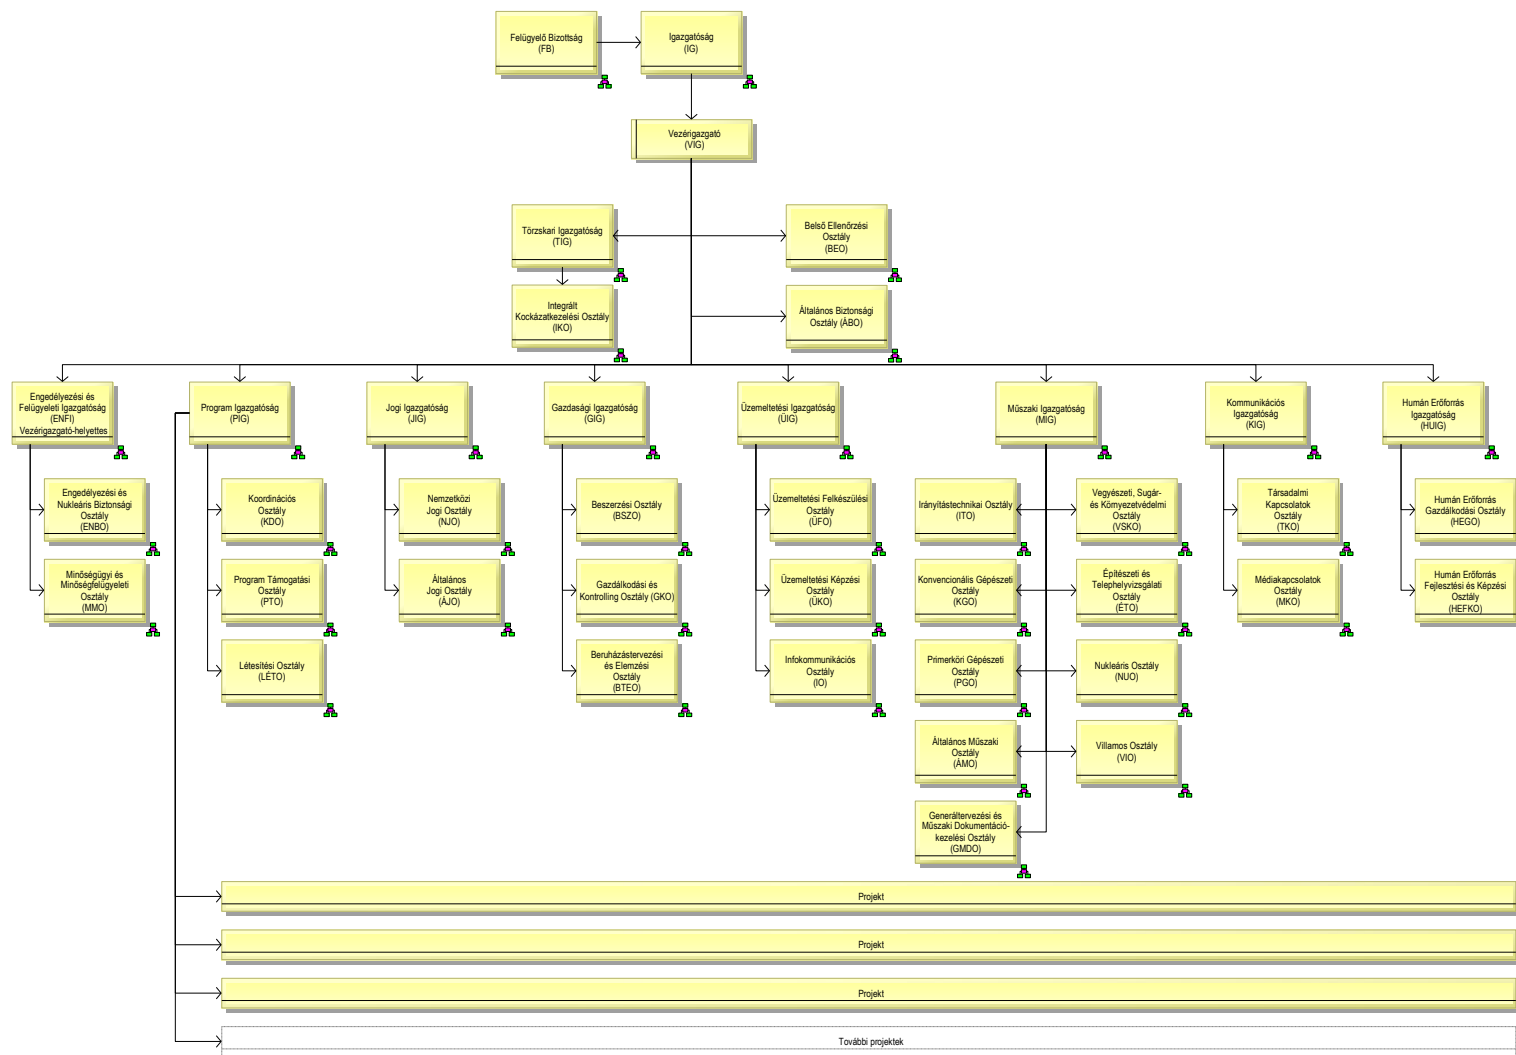 Felügyelő Bizottság
(FB)
Igazgatóság
(IG)
Vezérigazgató
(VIG)
Törzskari Igazgatóság
(TIG)
Belső Ellenőrzési
Osztály
(BEO)
Integrált
Kockázatkezelési Osztály
(IKO)
Általános Biztonsági
Osztály (ÁBO)
Engedélyezési és
Felügyeleti Igazgatóság
(ENFI)
Vezérigazgató-helyettes
Program Igazgatóság
(PIG)
Jogi Igazgatóság
(JIG)
Gazdasági Igazgatóság
(GIG)
Üzemeltetési Igazgatóság
(ÜIG)
Műszaki Igazgatóság
(MIG)
Kommunikációs
Igazgatóság
(KIG)
Humán Erőforrás
Igazgatóság
(HUIG)
Engedélyezési és
Nukleáris Biztonsági
Osztály
(ENBO)
Koordinációs
Osztály
(KDO)
Nemzetközi
Jogi Osztály
(NJO)
Beszerzési Osztály
(BSZO)
Üzemeltetési Felkészülési
Osztály
(ÜFO)
Irányítástechnikai Osztály
(ITO)
Vegyészeti, Sugár-
és Környezetvédelmi
Osztály
(VSKO)
Társadalmi
Kapcsolatok
Osztály
(TKO)
Humán Erőforrás
Gazdálkodási Osztály
(HEGO)
Minőségügyi és
Minőségfelügyeleti
Osztály
(MMO)
Program Támogatási
Osztály
(PTO)
Általános
Jogi Osztály
(ÁJO)
Gazdálkodási és
Kontrolling Osztály (GKO)
Üzemeltetési Képzési
Osztály
(ÜKO)
Konvencionális Gépészeti
Osztály
(KGO)
Építészeti és
Telephelyvizsgálati
Osztály
(ÉTO)
Médiakapcsolatok
Osztály
(MKO)
Humán Erőforrás
Fejlesztési és Képzési
Osztály
(HEFKO)
Létesítési Osztály
(LÉTO)
Beruházástervezési
és Elemzési
Osztály
(BTEO)
Infokommunikációs
Osztály
(IO)
Primerköri Gépészeti
Osztály
(PGO)
Nukleáris Osztály
(NUO)
Általános Műszaki
Osztály
(ÁMO)
Villamos Osztály
(VIO)
Generáltervezési és
Műszaki Dokumentáció-
kezelési Osztály
(GMDO)
Projekt
Projekt
Projekt
További projektek